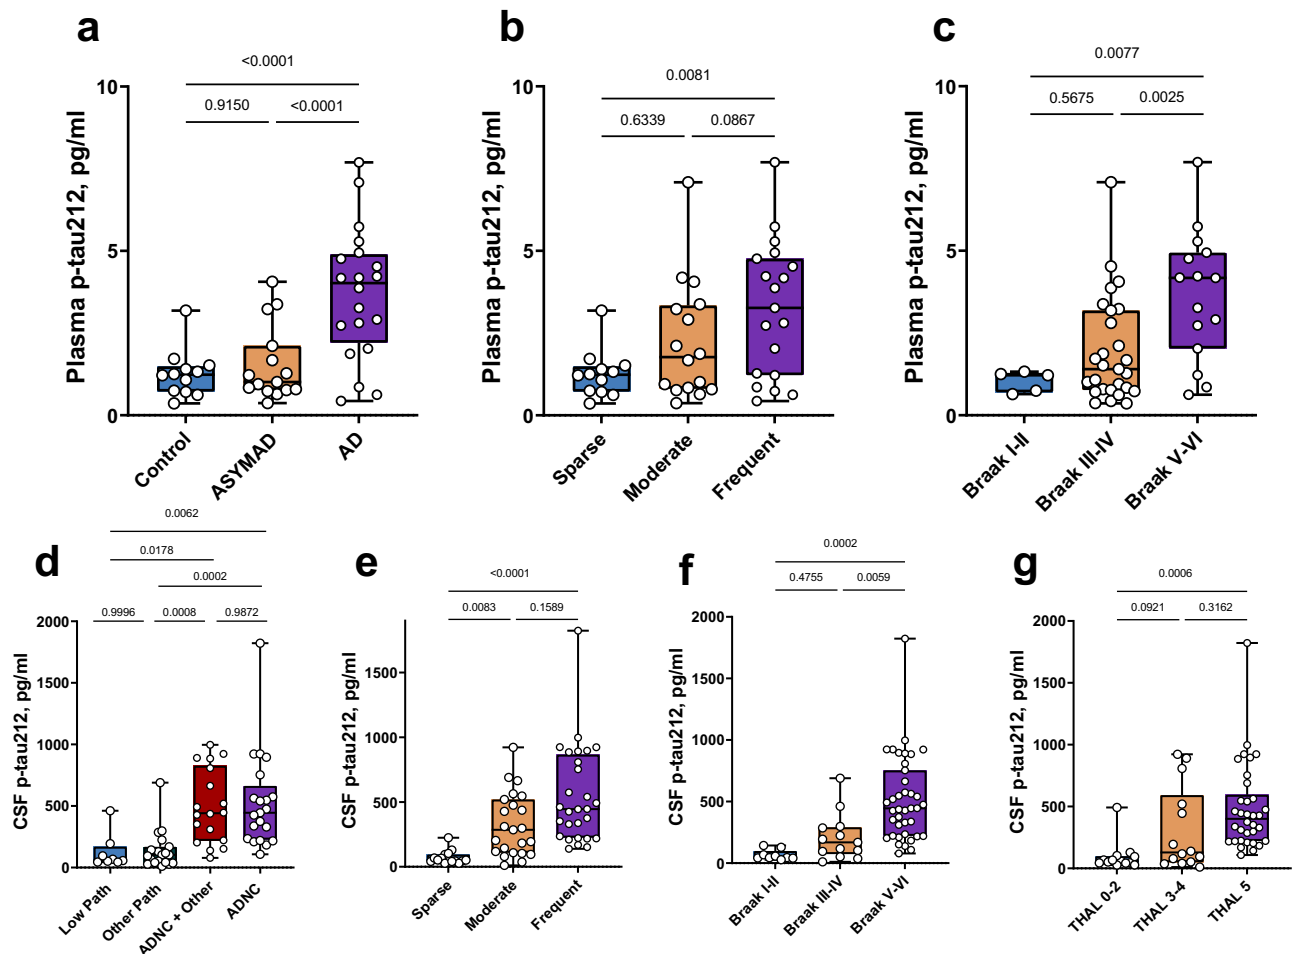 a
<0.0001
0.9150
<0.0001
10
5
0
Plasma p-tau212, pg/ml
Control
ASYMAD
AD
b
0.0081
0.6339
0.0867
10
5
0
Plasma p-tau212, pg/ml
Sparse
Moderate
Frequent
c
0.0077
0.5675
0.0025
10
5
0
Plasma p-tau212, pg/ml
Braak I-II
Braak III-IV
Braak V-VI
d
0.0062
0.0178
0.0002
0.9996
0.0008
0.9872
2000
1500
1000
500
0
CSF p-tau212, pg/ml
Low Path
Other Path
ADNC + Other
ADNC
e
<0.0001
0.0083
0.1589
1500
1000
500
0
CSF p-tau212, pg/ml
Sparse
Moderate
Frequent
f
0.0002
0.4755
0.0059
2000
1500
1000
500
0
CSF p-tau212, pg/ml
Braak I-II
Braak III-IV
Braak V-VI
g
0.0006
0.0921
0.3162
2000
1500
1000
500
0
CSF p-tau212, pg/ml
THAL 0-2
THAL 3-4
THAL 5